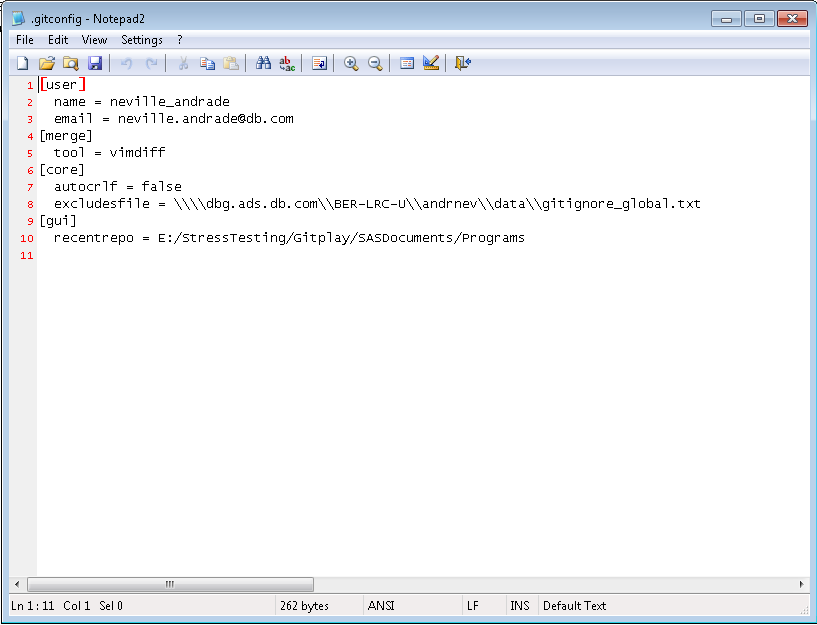 .gitconfig - Notepad2
File Edit View Settings ?
1 [user]
2 name = neville_andrade
3 email = neville.andrade@db.com
4 [merge]
5 tool = vimdiff
6 [core]
7 autocrlf = false
8 excludesfile = \\\\dbg.ads.db.com\\BER-LRC-U\\andrnev\\data\\gitignore_global.txt
9 [gui]
10 recentrepo = E:/StressTesting/Gitplay/SASDocuments/Programs
11
Ln 1 : 11 Col 1 Sel 0 262 bytes ANSI LF INS Default Text